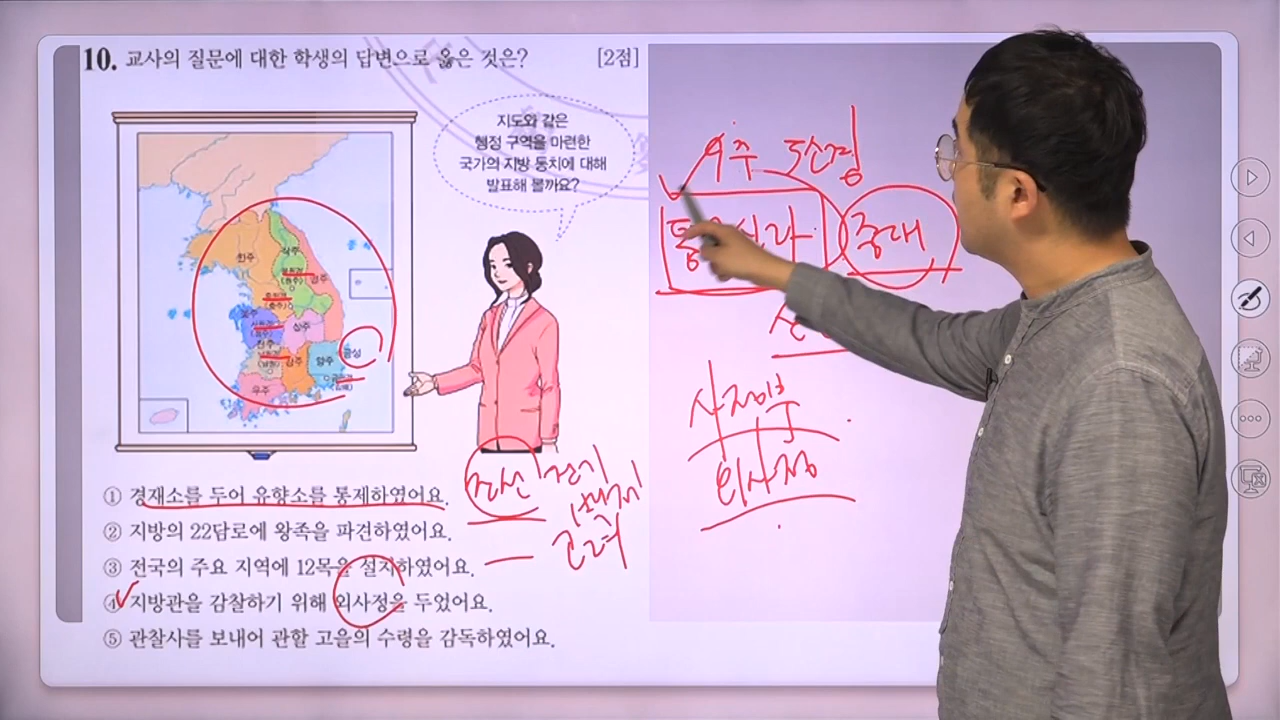 10. 교사의 질문에 대한 학생의 답변으로 옳은 것은? [2점]
지도와 같은
행정 구역을 마련한
국가의 지방 통치에 대해
발표해 볼까요?
한주
삭주
명주
상주
전주
강주
양주
무주
금성
① 경재소를 두어 유향소를 통제하였어요.
② 지방의 22담로에 왕족을 파견하였어요.
③ 전국의 주요 지역에 12목을 설치하였어요.
④ 지방관을 감찰하기 위해 외사정을 두었어요.
⑤ 관찰사를 보내어 관할 고을의 수령을 감독하였어요.
조선 전기
백제
고려
9주 5소경
중대
사정부
외사정